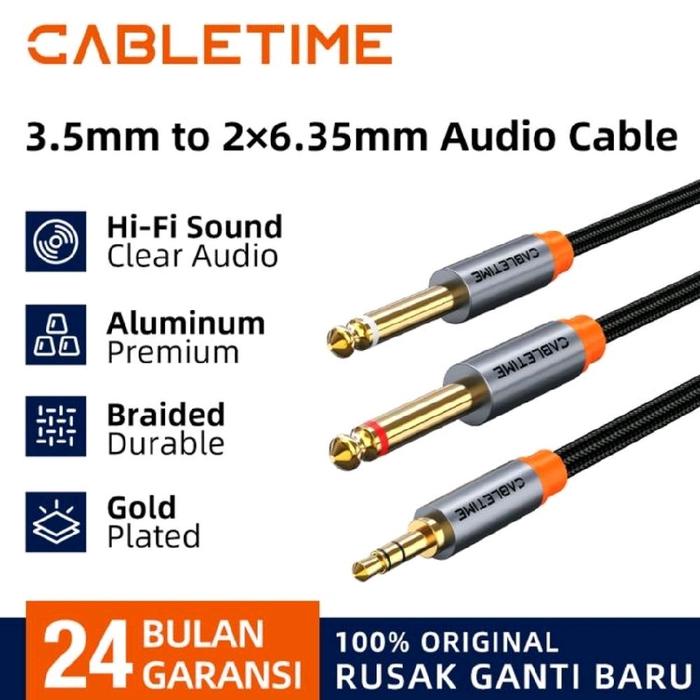 CABLETIME
3.5mm to 2×6.35mm Audio Cable
Hi-Fi Sound
Clear Audio
Aluminum
Premium
Braided
Durable
Gold
Plated
CABLETIME
CABLETIME
CABLETIME
24 BULAN
GARANSI
100% ORIGINAL
RUSAK GANTI BARU